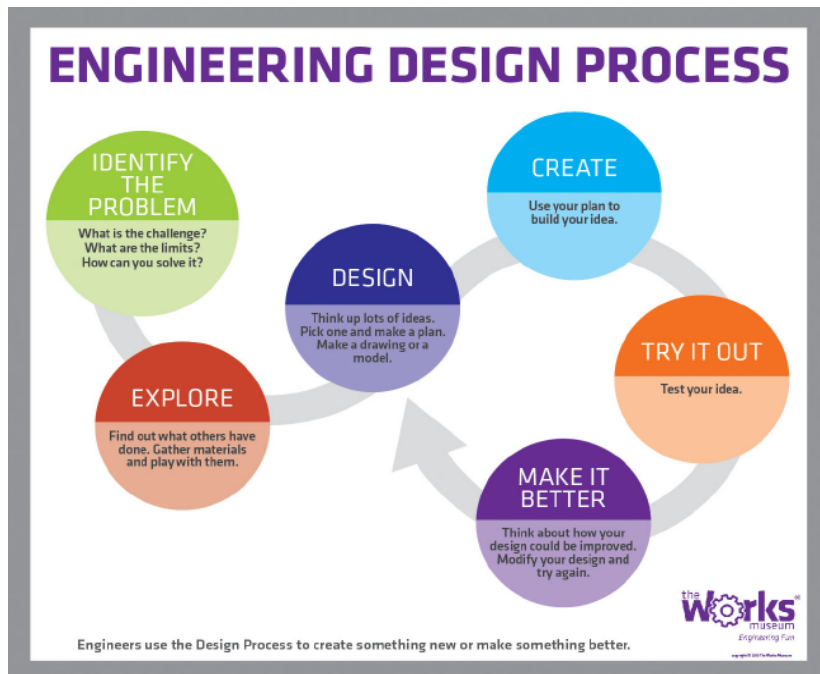 ENGINEERING DESIGN PROCESS
IDENTIFY
THE
PROBLEM
What is the challenge?
What are the limits?
How can you solve it?
EXPLORE
Find out what others have
done. Gather materials
and play with them.
DESIGN
Think up lots of ideas.
Pick one and make a plan.
Make a drawing or a
model.
CREATE
Use your plan to
build your idea.
TRY IT OUT
Test your idea.
MAKE IT
BETTER
Think about how your
design could be improved.
Modify your design and
try again.
Engineers use the Design Process to create something new or make something better.
the
Works
museum
Engineering Fun